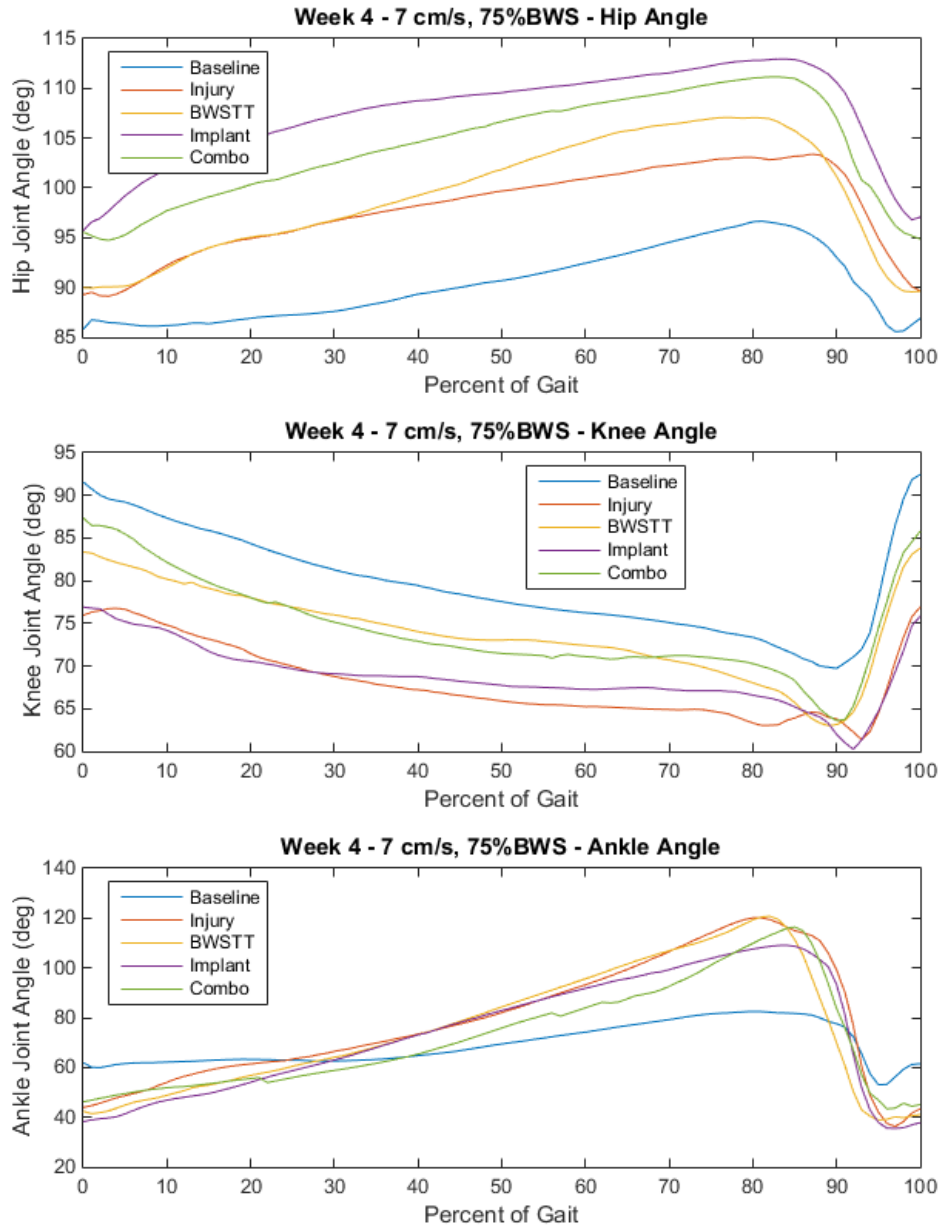 Week 4 - 7 cm/s, 75%BWS - Hip Angle
Hip Joint Angle (deg)
115
110
105
100
95
90
85
Baseline
Injury
BWSTT
Implant
Combo
0 10 20 30 40 50 60 70 80 90 100
Percent of Gait
Week 4 - 7 cm/s, 75%BWS - Knee Angle
Knee Joint Angle (deg)
95
90
85
80
75
70
65
60
Baseline
Injury
BWSTT
Implant
Combo
0 10 20 30 40 50 60 70 80 90 100
Percent of Gait
Week 4 - 7 cm/s, 75%BWS - Ankle Angle
Ankle Joint Angle (deg)
140
120
100
80
60
40
20
Baseline
Injury
BWSTT
Implant
Combo
0 10 20 30 40 50 60 70 80 90 100
Percent of Gait